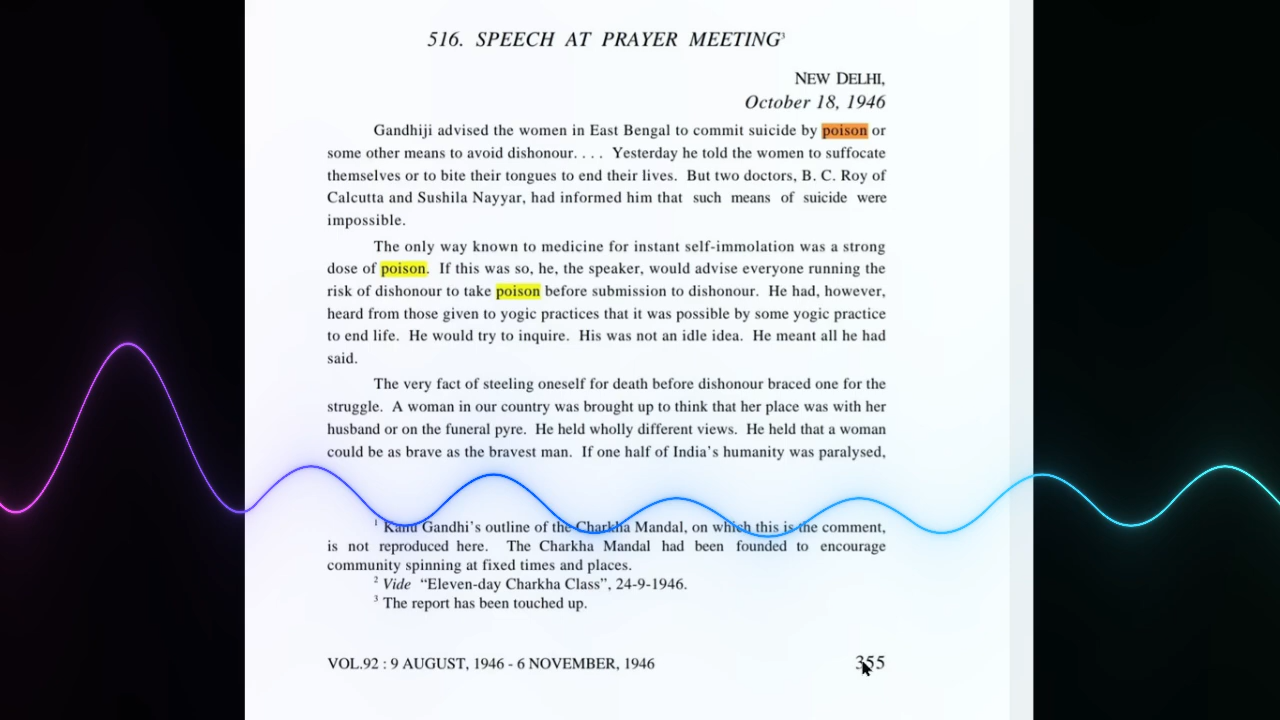 516. SPEECH AT PRAYER MEETING3
NEW DELHI,
October 18, 1946
Gandhiji advised the women in East Bengal to commit suicide by poison or
some other means to avoid dishonour. . . . Yesterday he told the women to suffocate
themselves or to bite their tongues to end their lives. But two doctors, B. C. Roy of
Calcutta and Sushila Nayyar, had informed him that such means of suicide were
impossible.
The only way known to medicine for instant self-immolation was a strong
dose of poison. If this was so, he, the speaker, would advise everyone running the
risk of dishonour to take poison before submission to dishonour. He had, however,
heard from those given to yogic practices that it was possible by some yogic practice
to end life. He would try to inquire. His was not an idle idea. He meant all he had
said.
The very fact of steeling oneself for death before dishonour braced one for the
struggle. A woman in our country was brought up to think that her place was with her
husband or on the funeral pyre. He held wholly different views. He held that a woman
could be as brave as the bravest man. If one half of India's humanity was paralysed,
1 Kanu Gandhi's outline of the Charkha Mandal, on which this is the comment,
is not reproduced here. The Charkha Mandal had been founded to encourage
community spinning at fixed times and places.
2 Vide "Eleven-day Charkha Class", 24-9-1946.
3 The report has been touched up.
VOL.92 : 9 AUGUST, 1946 - 6 NOVEMBER, 1946 355